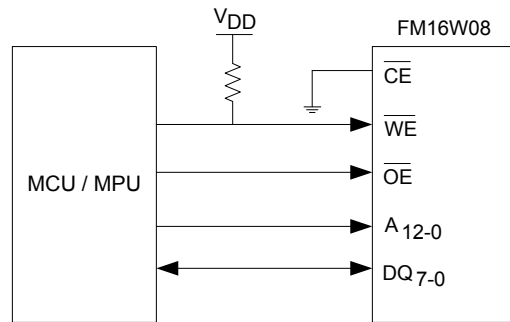 VDD
FM16W08
CE
WE
MCU / MPU
OE
A 12-0
DQ 7-0